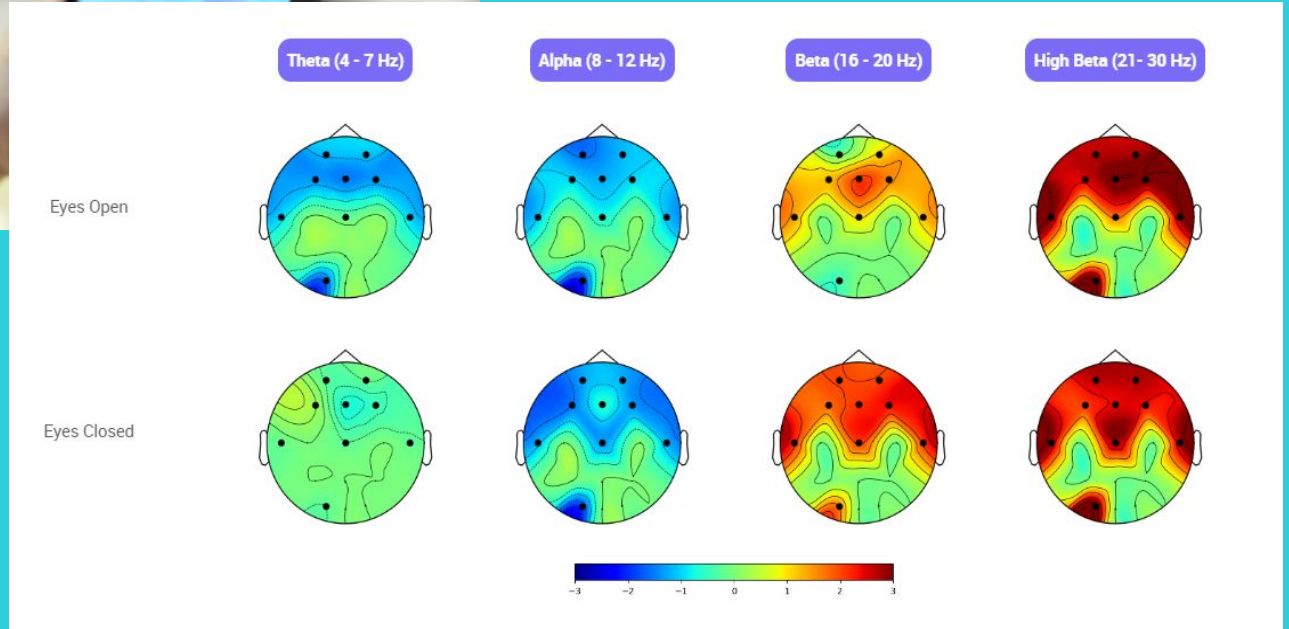 Theta (4 - 7 Hz) Alpha (8 - 12 Hz) Beta (16 - 20 Hz) High Beta (21- 30 Hz)
Eyes Open
Eyes Closed
−3 −2 −1 0 1 2 3